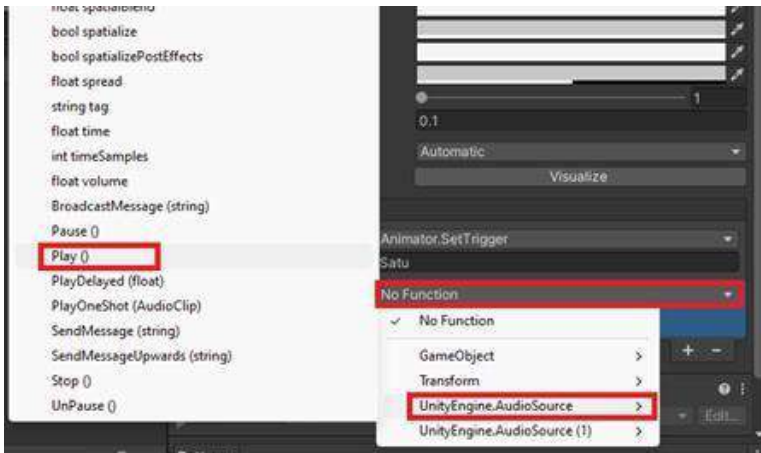 float spatialBlend
bool spatialize
bool spatializePostEffects
float spread
string tag
float time
int timeSamples
float volume
BroadcastMessage (string)
Pause ()
Play ()
PlayDelayed (float)
PlayOneShot (AudioClip)
SendMessage (string)
SendMessageUpwards (string)
Stop ()
UnPause ()
1
0.1
Automatic
Visualize
Animator.SetTrigger
Satu
No Function
No Function
GameObject
Transform
UnityEngine.AudioSource
UnityEngine.AudioSource (1)
+ -
Edit...